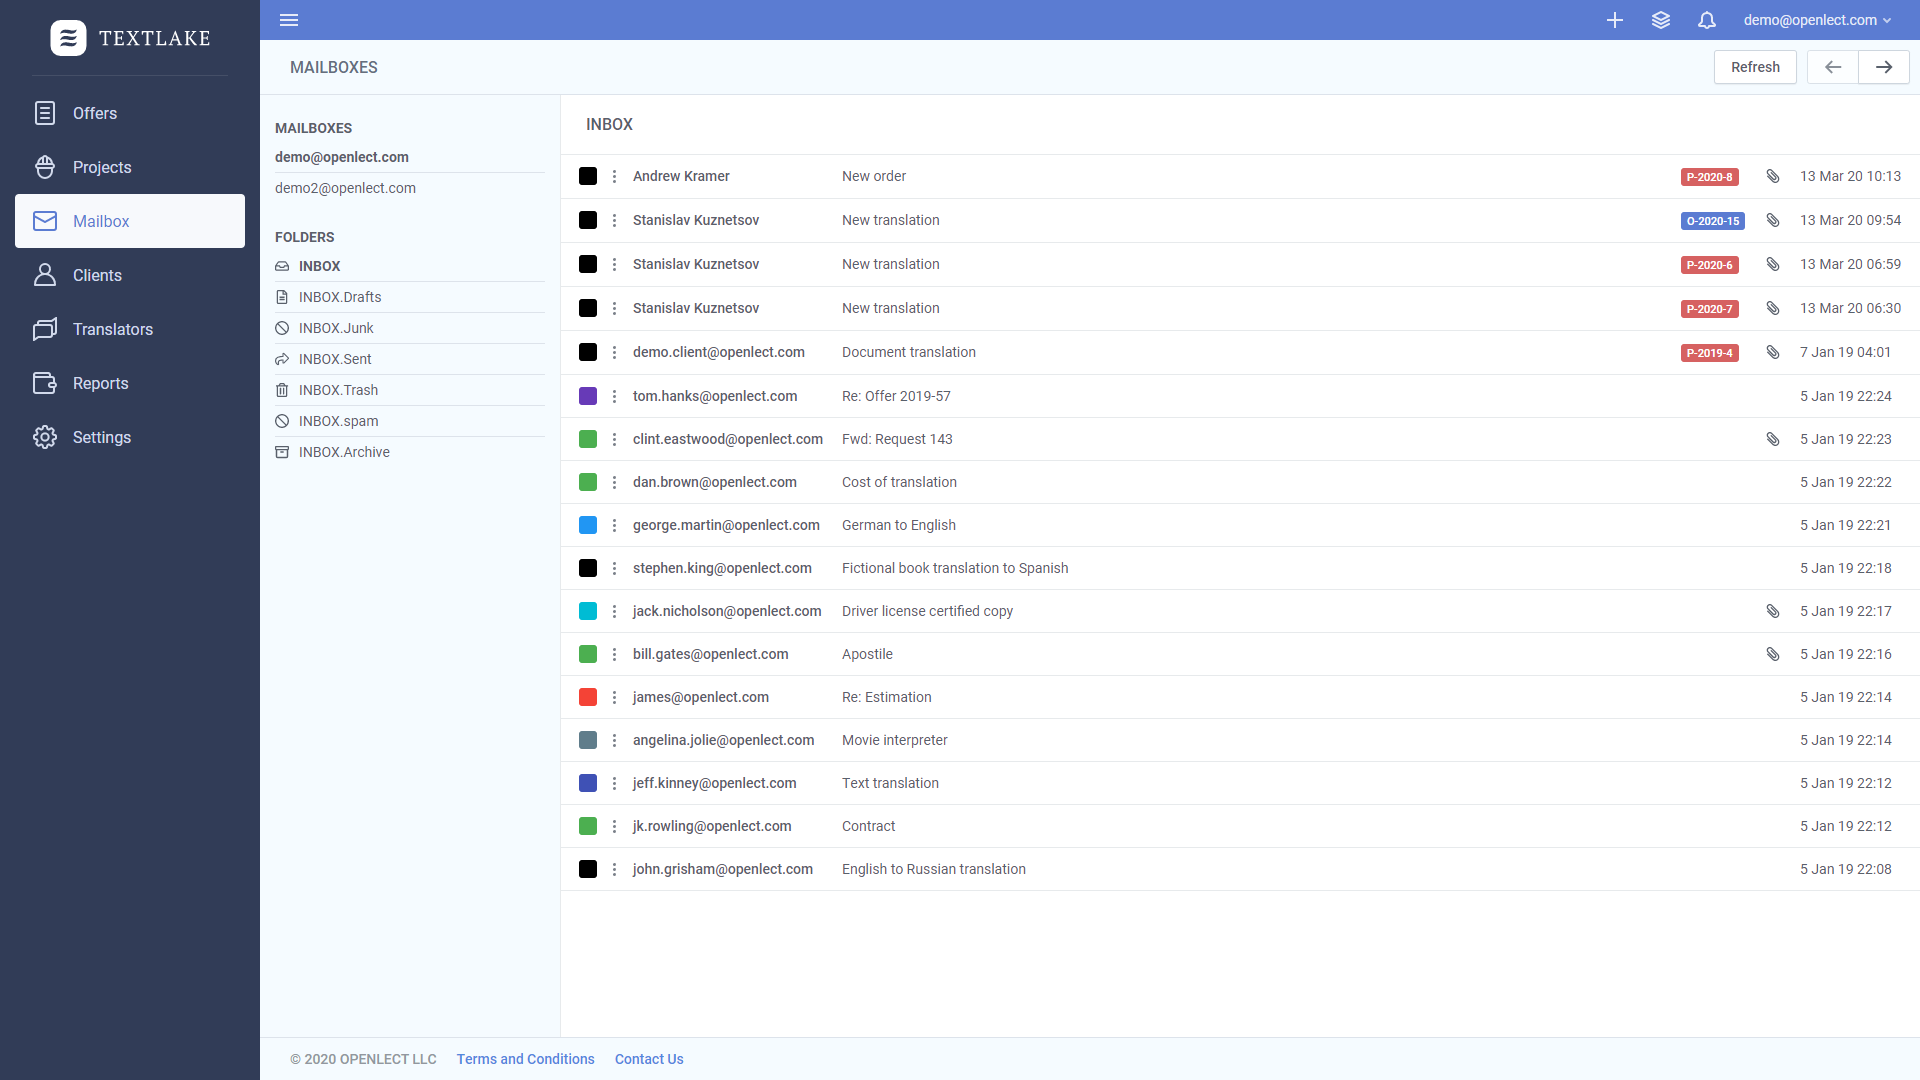 TEXTLAKE
Offers
Projects
Mailbox
Clients
Translators
Reports
Settings
demo@openlect.com
MAILBOXES
Refresh
MAILBOXES
demo@openlect.com
demo2@openlect.com
FOLDERS
INBOX
INBOX.Drafts
INBOX.Junk
INBOX.Sent
INBOX.Trash
INBOX.spam
INBOX.Archive
INBOX
Andrew Kramer New order P-2020-8 13 Mar 20 10:13
Stanislav Kuznetsov New translation O-2020-15 13 Mar 20 09:54
Stanislav Kuznetsov New translation P-2020-6 13 Mar 20 06:59
Stanislav Kuznetsov New translation P-2020-7 13 Mar 20 06:30
demo.client@openlect.com Document translation P-2019-4 7 Jan 19 04:01
tom.hanks@openlect.com Re: Offer 2019-57 5 Jan 19 22:24
clint.eastwood@openlect.com Fwd: Request 143 5 Jan 19 22:23
dan.brown@openlect.com Cost of translation 5 Jan 19 22:22
george.martin@openlect.com German to English 5 Jan 19 22:21
stephen.king@openlect.com Fictional book translation to Spanish 5 Jan 19 22:18
jack.nicholson@openlect.com Driver license certified copy 5 Jan 19 22:17
bill.gates@openlect.com Apostile 5 Jan 19 22:16
james@openlect.com Re: Estimation 5 Jan 19 22:14
angelina.jolie@openlect.com Movie interpreter 5 Jan 19 22:14
jeff.kinney@openlect.com Text translation 5 Jan 19 22:12
jk.rowling@openlect.com Contract 5 Jan 19 22:12
john.grisham@openlect.com English to Russian translation 5 Jan 19 22:08
© 2020 OPENLECT LLC Terms and Conditions Contact Us